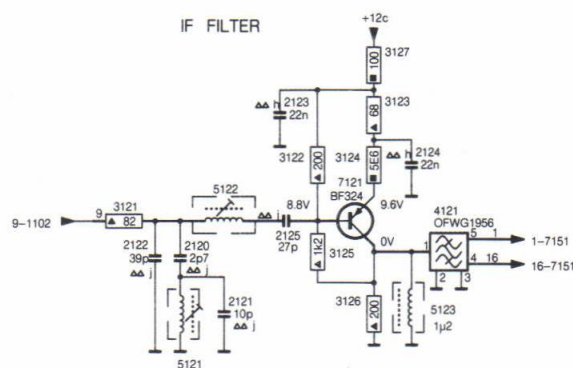 IF FILTER
+12c
100
3127
h 2123
22n
68
3123
3122
200
3124
5E6
h
2124
22n
7121
BF324
5122
8.8V
9.6V
4121
OFWG1956
9-1102
9
3121
82
j
2125
27p
0V
1
5
1
1-7151
4
16
16-7151
2
3
2122
39p
j
2120
2p7
j
1k2
3125
2121
10p
j
3126
200
5123
1µ2
5121